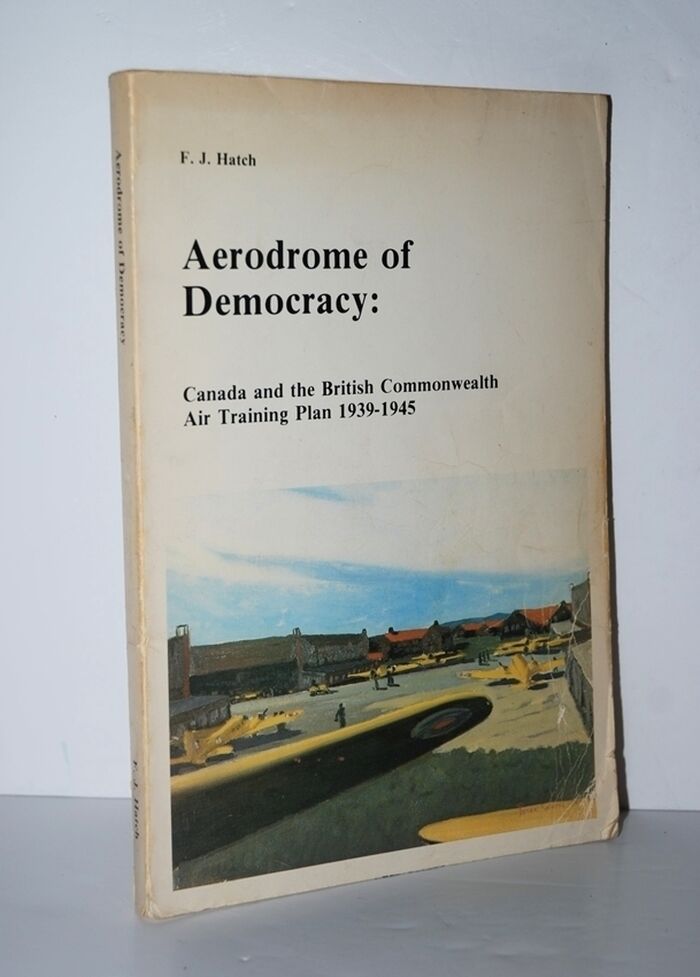 F. J. Hatch
Aerodrome of
Democracy:
Canada and the British Commonwealth
Air Training Plan 1939-1945
Aerodrome of Democracy
F. J. Hatch